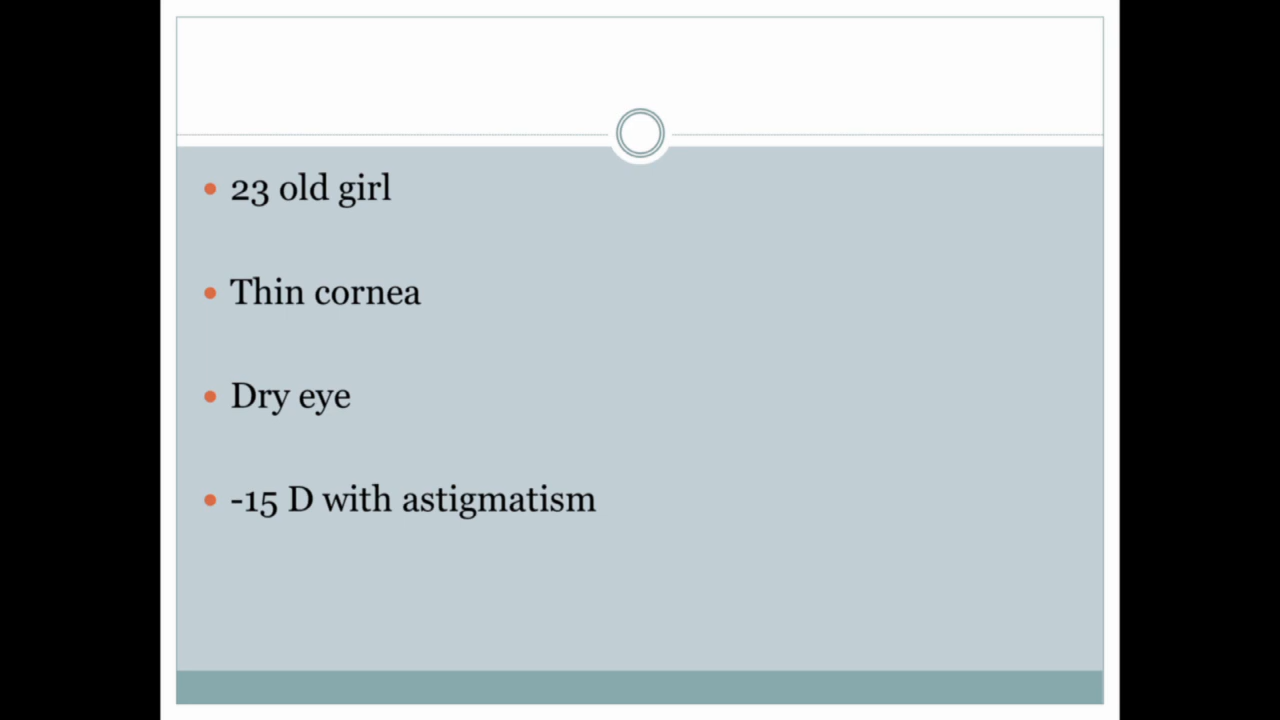 23 old girl
Thin cornea
Dry eye
-15 D with astigmatism